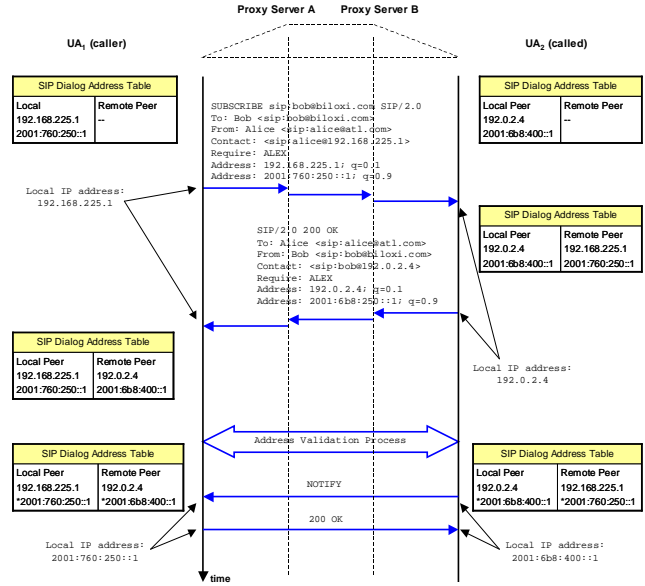 Proxy Server A Proxy Server B
UA1 (caller)
UA2 (called)
SIP Dialog Address Table
Local Remote Peer
192.168.225.1 --
2001:760:250::1
SIP Dialog Address Table
Local Peer Remote Peer
192.0.2.4 --
2001:6b8:400::1
SUBSCRIBE sip:bob@biloxi.com SIP/2.0
To: Bob <sip:bob@biloxi.com>
From: Alice <sip:alice@atl.com>
Contact: <sip:alice@192.168.225.1>
Require: ALEX
Address: 192.168.225.1; q=0.1
Address: 2001:760:250::1; q=0.9
Local IP address:
192.168.225.1
SIP Dialog Address Table
Local Peer Remote Peer
192.0.2.4 192.168.225.1
2001:6b8:400::1 2001:760:250::1
SIP/2.0 200 OK
To: Alice <sip:alice@atl.com>
From: Bob <sip:bob@biloxi.com>
Contact: <sip:bob@192.0.2.4>
Require: ALEX
Address: 192.0.2.4; q=0.1
Address: 2001:6b8:250::1; q=0.9
SIP Dialog Address Table
Local Peer Remote Peer
192.168.225.1 192.0.2.4
2001:760:250::1 2001:6b8:400::1
Local IP address:
192.0.2.4
Address Validation Process
SIP Dialog Address Table
Local Peer Remote Peer
192.168.225.1 192.0.2.4
*2001:760:250::1 *2001:6b8:400::1
SIP Dialog Address Table
Local Peer Remote Peer
192.0.2.4 192.168.225.1
*2001:6b8:400::1 *2001:760:250::1
NOTIFY
200 OK
Local IP address:
2001:760:250::1
Local IP address:
2001:6b8:400::1
time